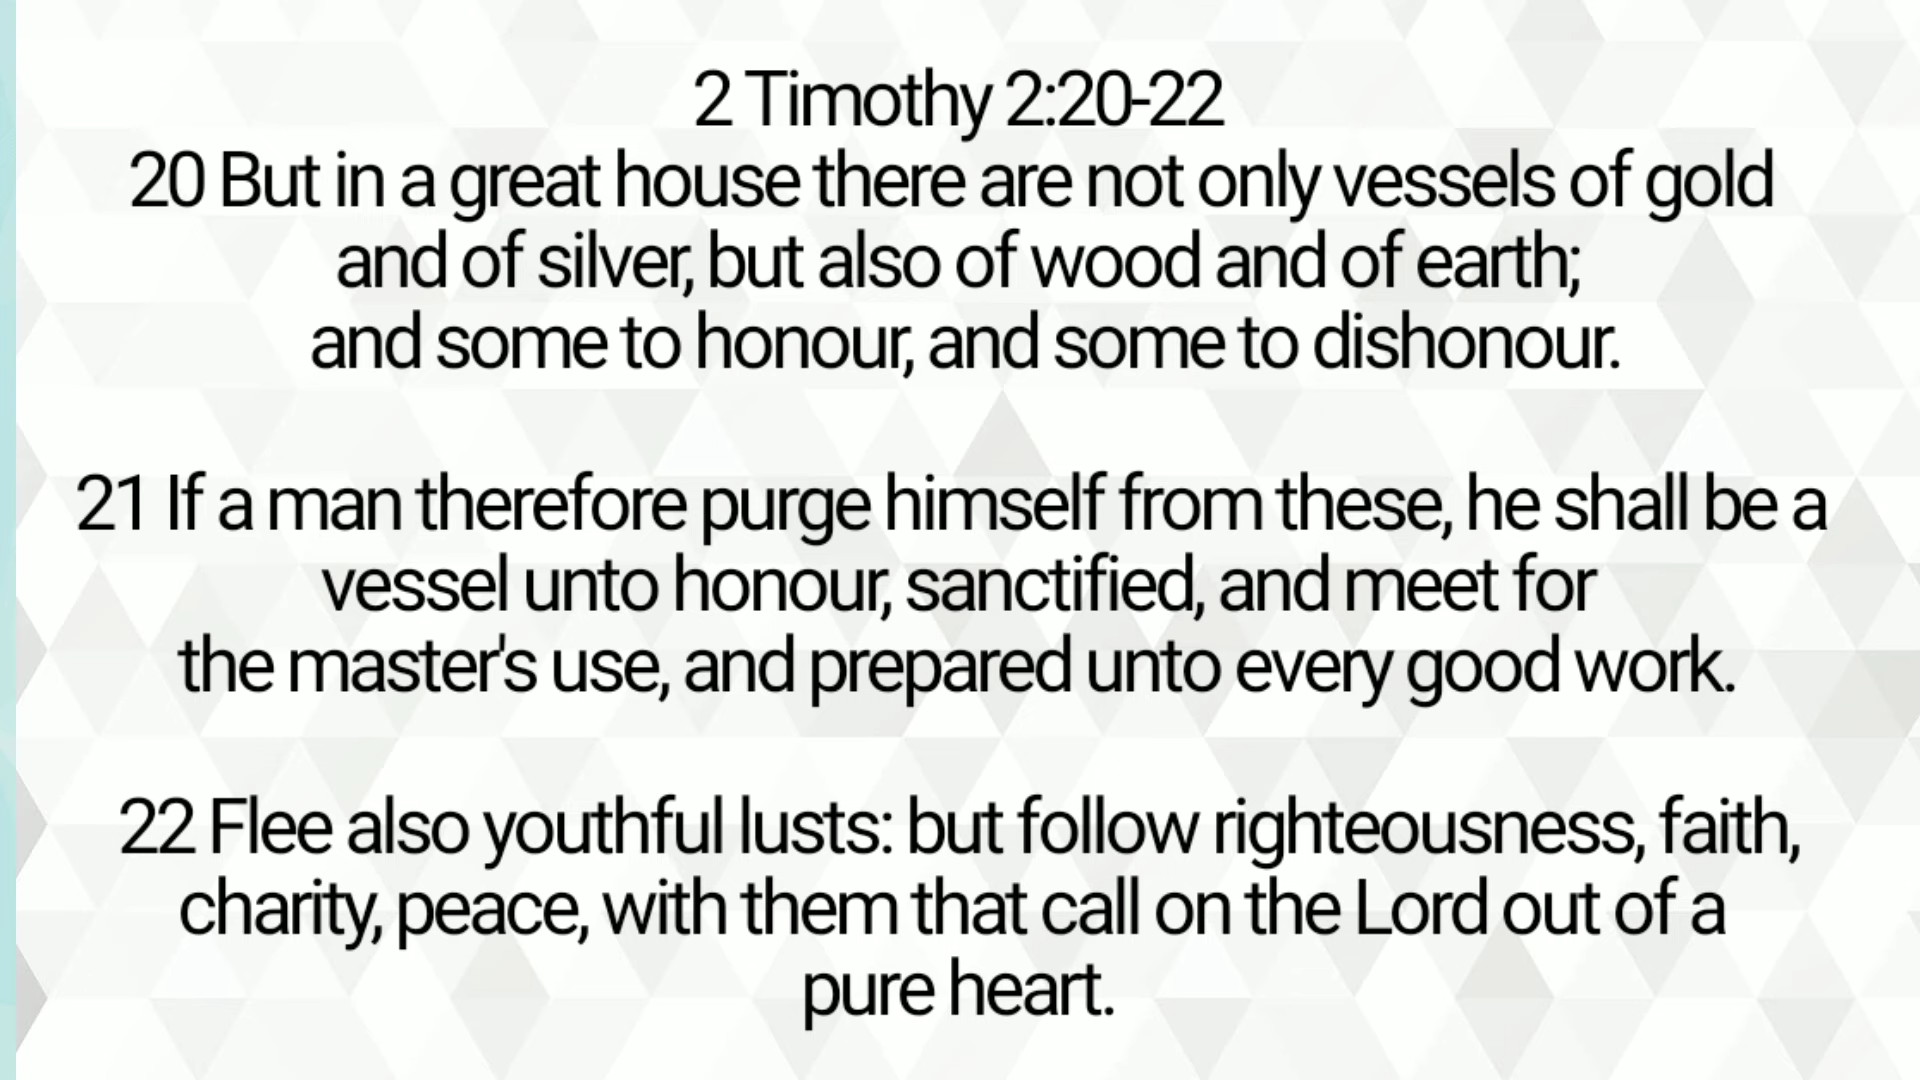 2 Timothy 2:20-22
20 But in a great house there are not only vessels of gold
and of silver, but also of wood and of earth;
and some to honour, and some to dishonour.
21 If a man therefore purge himself from these, he shall be a
vessel unto honour, sanctified, and meet for
the master's use, and prepared unto every good work.
22 Flee also youthful lusts: but follow righteousness, faith,
charity, peace, with them that call on the Lord out of a
pure heart.